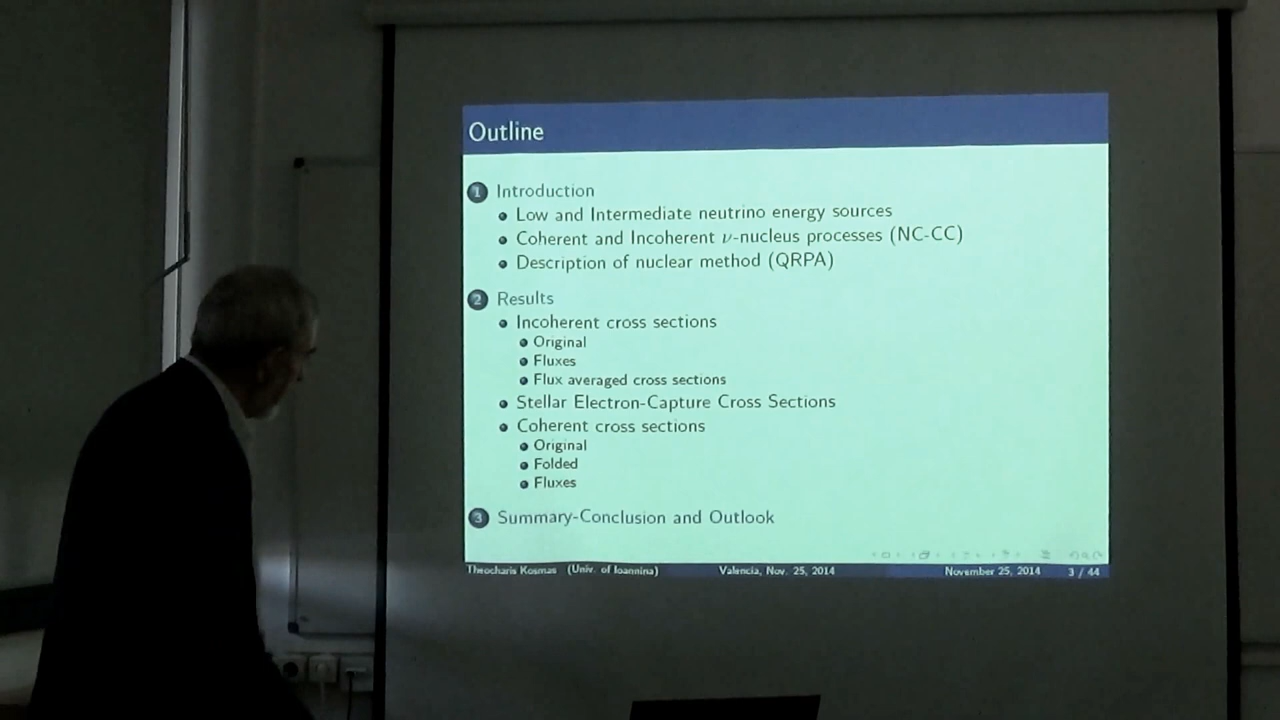 Outline
1 Introduction
Low and Intermediate neutrino energy sources
Coherent and Incoherent ν-nucleus processes (NC-CC)
Description of nuclear method (QRPA)
2 Results
Incoherent cross sections
Original
Fluxes
Flux averaged cross sections
Stellar Electron-Capture Cross Sections
Coherent cross sections
Original
Folded
Fluxes
3 Summary-Conclusion and Outlook
Theocharis Kosmas (Univ. of Ioannina) Valencia, Nov. 25, 2014 November 25, 2014 3 / 44